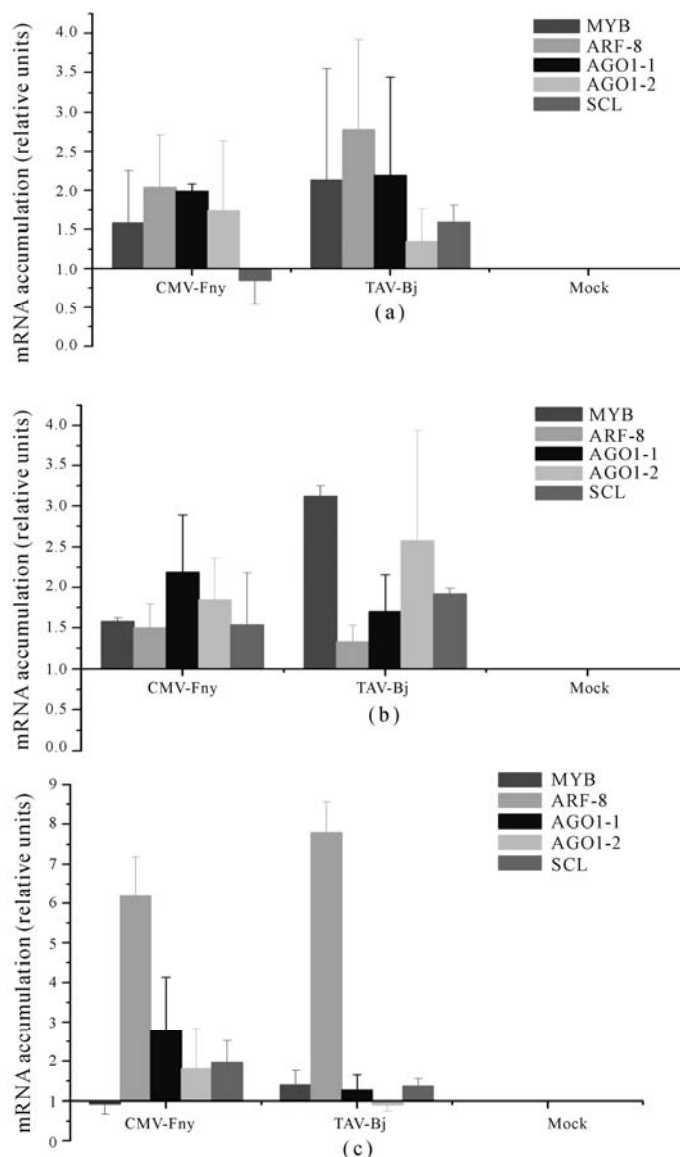 MYB
ARF-8
AGO1-1
AGO1-2
SCL
mRNA accumulation (relative units)
4.0
3.5
3.0
2.5
2.0
1.5
1.0
0.5
0.0
CMV-Fny TAV-Bj Mock
(a)
MYB
ARF-8
AGO1-1
AGO1-2
SCL
mRNA accumulation (relative units)
4.0
3.5
3.0
2.5
2.0
1.5
1.0
0.5
0.0
CMV-Fny TAV-Bj Mock
(b)
MYB
ARF-8
AGO1-1
AGO1-2
SCL
mRNA accumulation (relative units)
9
8
7
6
5
4
3
2
1
0
CMV-Fny TAV-Bj Mock
(c)